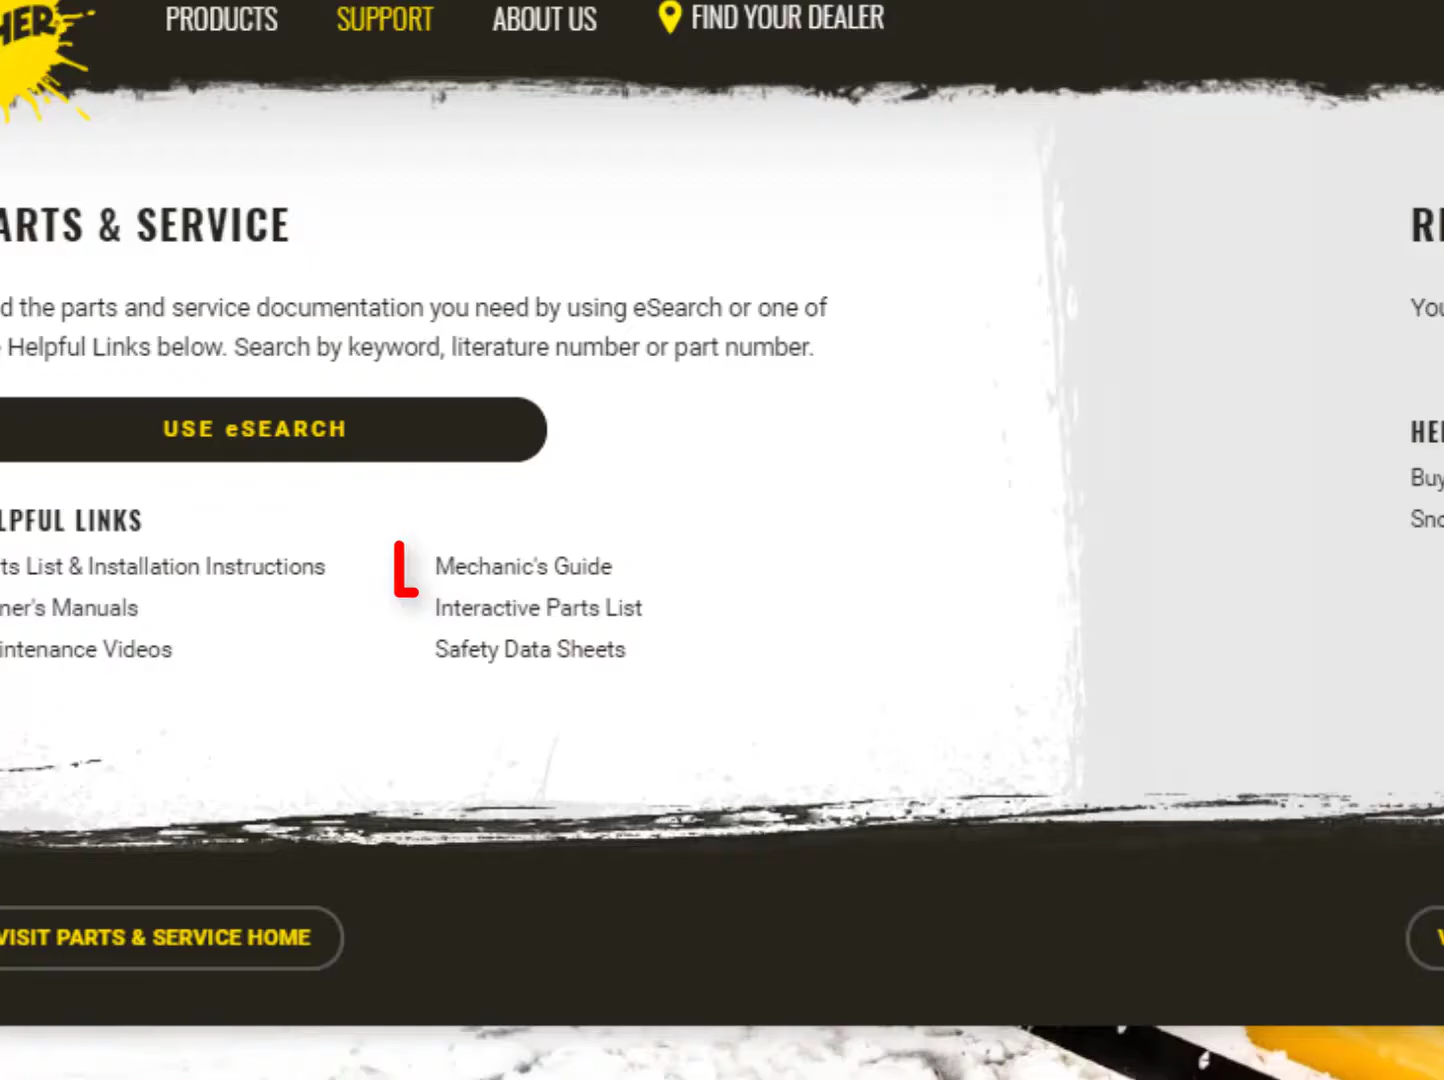 PRODUCTS SUPPORT ABOUT US FIND YOUR DEALER
ARTS & SERVICE
d the parts and service documentation you need by using eSearch or one of
Helpful Links below. Search by keyword, literature number or part number.
USE eSEARCH
LPFUL LINKS
ts List & Installation Instructions
ner's Manuals
intenance Videos
Mechanic's Guide
Interactive Parts List
Safety Data Sheets
VISIT PARTS & SERVICE HOME
You
HE
Buy
Sno